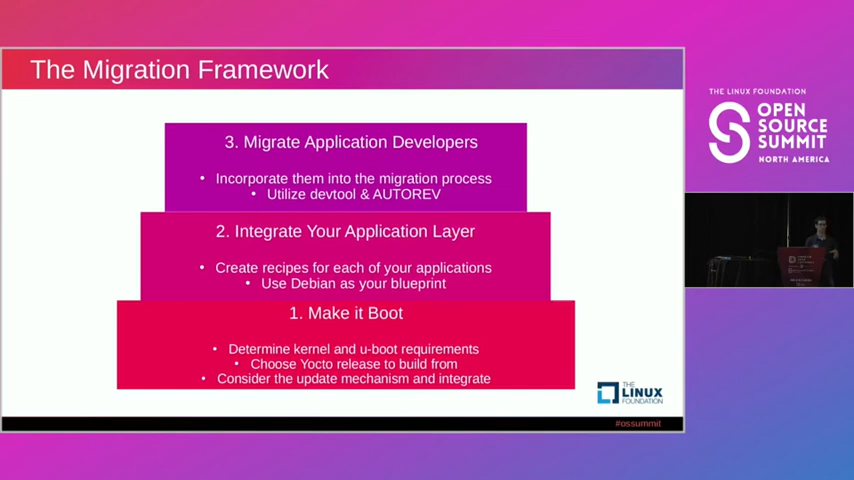 The Migration Framework
3. Migrate Application Developers
• Incorporate them into the migration process
• Utilize devtool & AUTOREV
2. Integrate Your Application Layer
• Create recipes for each of your applications
• Use Debian as your blueprint
1. Make it Boot
• Determine kernel and u-boot requirements
• Choose Yocto release to build from
• Consider the update mechanism and integrate
THE
LINUX
FOUNDATION
#ossummit
THE LINUX FOUNDATION
OPEN
SOURCE
SUMMIT
NORTH AMERICA